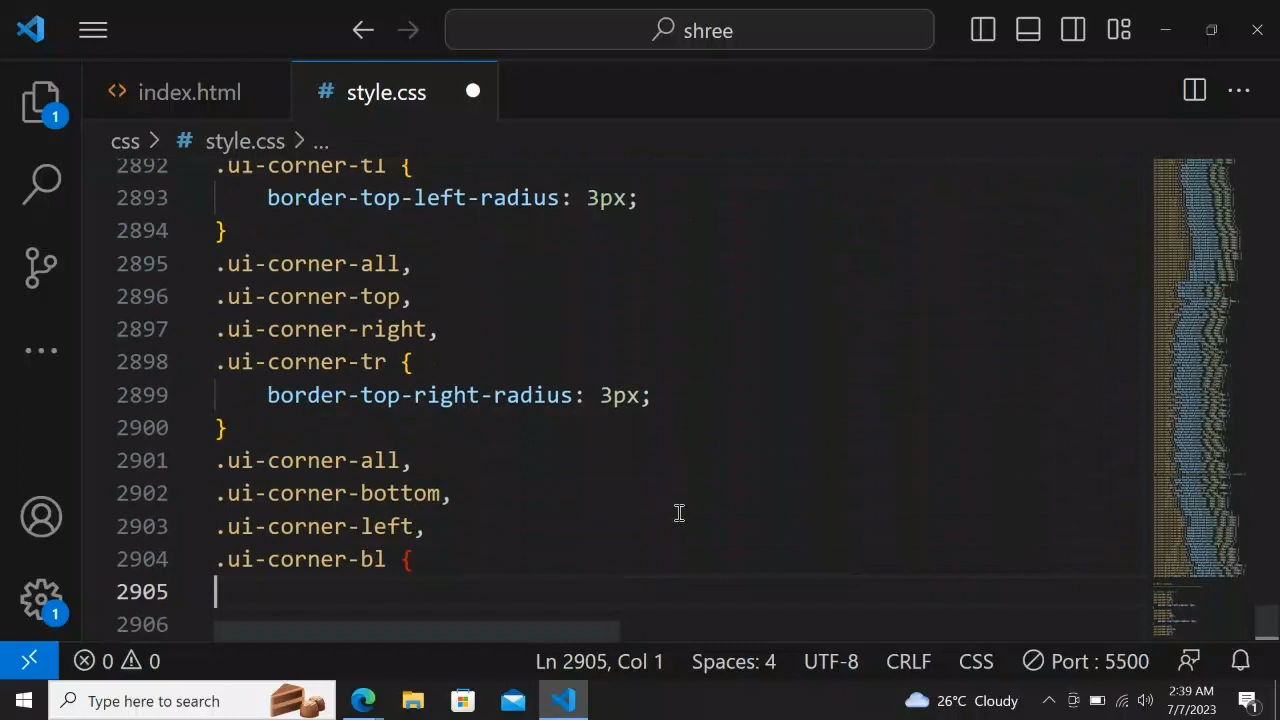 shree
index.html
# style.css
css > # style.css > ...
2892 .ui-corner-tl {
2893 border-top-left-radius: 3px;
2894 }
2895 .ui-corner-all,
2896 .ui-corner-top,
2897 .ui-corner-right,
2898 .ui-corner-tr {
2899 border-top-right-radius: 3px;
2900 }
2901 .ui-corner-all,
2902 .ui-corner-bottom,
2903 .ui-corner-left,
2904 .ui-corner-bl {
2905
2906
1
1
0 0 Ln 2905, Col 1 Spaces: 4 UTF-8 CRLF CSS Port : 5500
Type here to search
26°C Cloudy
:39 AM
7/7/2023
1